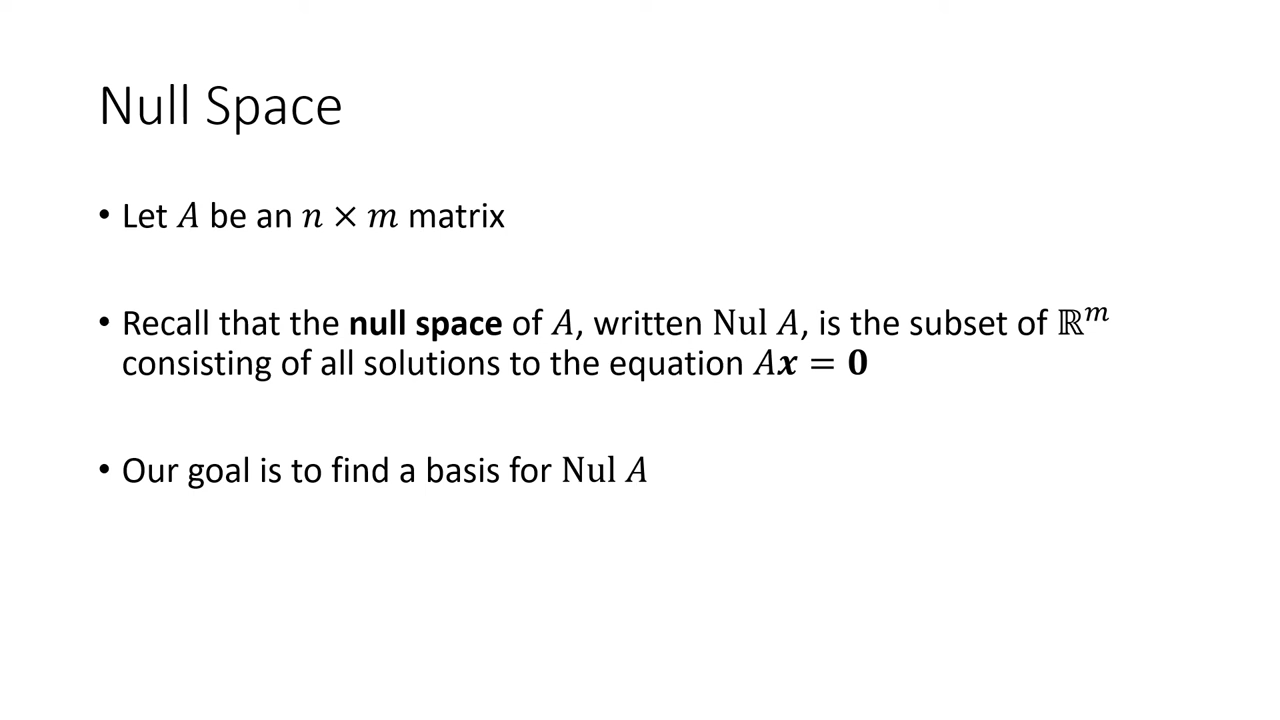 Null Space
• Let 𝐴 be an 𝑛 × 𝑚 matrix
• Recall that the null space of 𝐴, written Nul 𝐴, is the subset of ℝᵐ
consisting of all solutions to the equation 𝐴𝒙 = 𝟎
• Our goal is to find a basis for Nul 𝐴